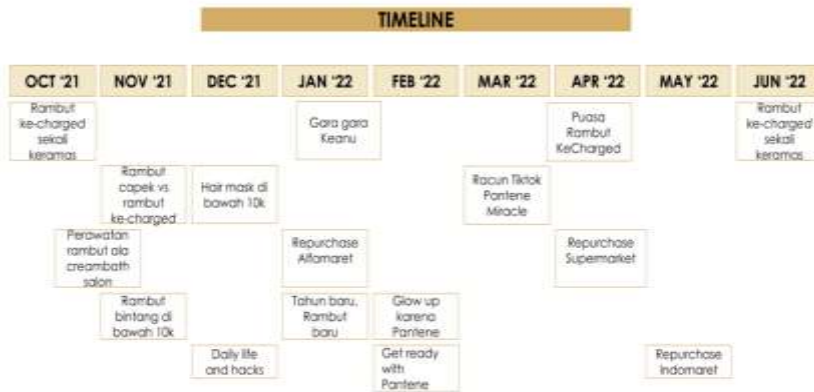 TIMELINE
OCT '21 NOV '21 DEC '21 JAN '22 FEB '22 MAR '22 APR '22 MAY '22 JUN '22
Rambut
ke-charged
sekali
keramas
Gara gara
Keanu
Puasa
Rambut
KeCharged
Rambut
ke-charged
sekali
keramas
Rambut
capek vs
rambut
ke-charged
Hair mask di
bawah 10k
Racun Tiktok
Pantene
Miracle
Perawatan
rambut ala
creambath
salon
Repurchase
Alfamaret
Repurchase
Supermarket
Rambut
bintang di
bawah 10k
Tahun baru,
Rambut
baru
Glow up
karena
Pantene
Daily life
and hacks
Get ready
with
Pantene
Repurchase
Indomaret